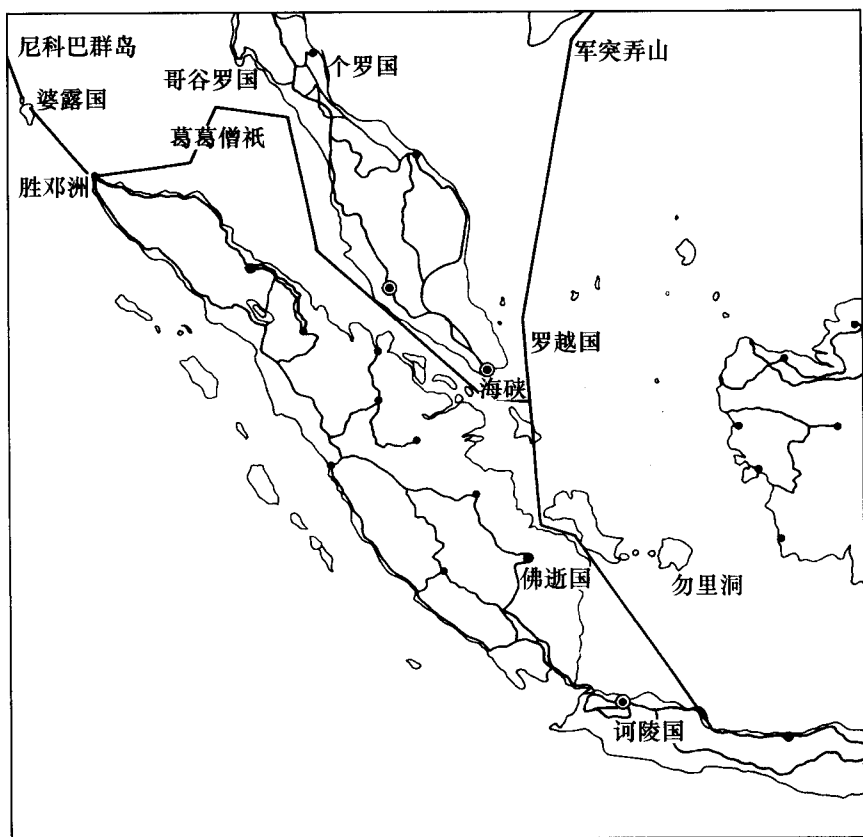 尼科巴群岛
军突弄山
个罗国
哥谷罗国
婆露国
葛葛僧祇
胜邓洲
罗越国
海峡
佛逝国
勿里洞
诃陵国